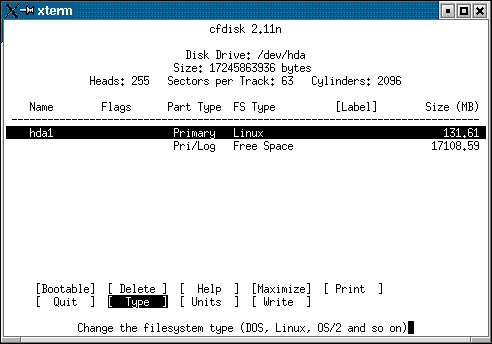 xterm
cfdisk 2.11n
Disk Drive: /dev/hda
Size: 17245863936 bytes
Heads: 255 Sectors per Track: 63 Cylinders: 2096
Name Flags Part Type FS Type [Label] Size (MB)
hda1 Primary Linux 131.61
Pri/Log Free Space 17108.59
[Bootable] [ Delete ] [ Help ] [Maximize] [ Print ]
[ Quit ] [ Type ] [ Units ] [ Write ]
Change the filesystem type (DOS, Linux, OS/2 and so on)